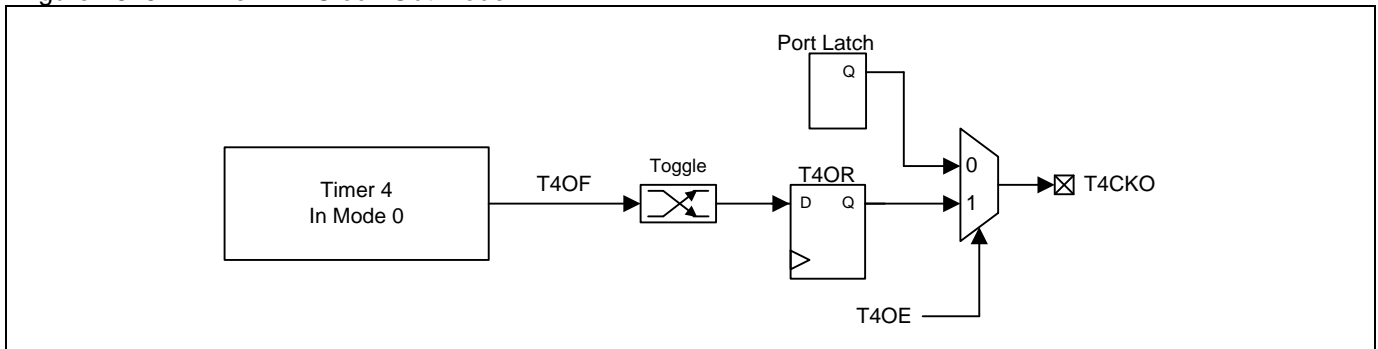 Port Latch
Q
Timer 4
In Mode 0
T4OF
Toggle
T4OR
D Q
0
1
T4CKO
T4OE